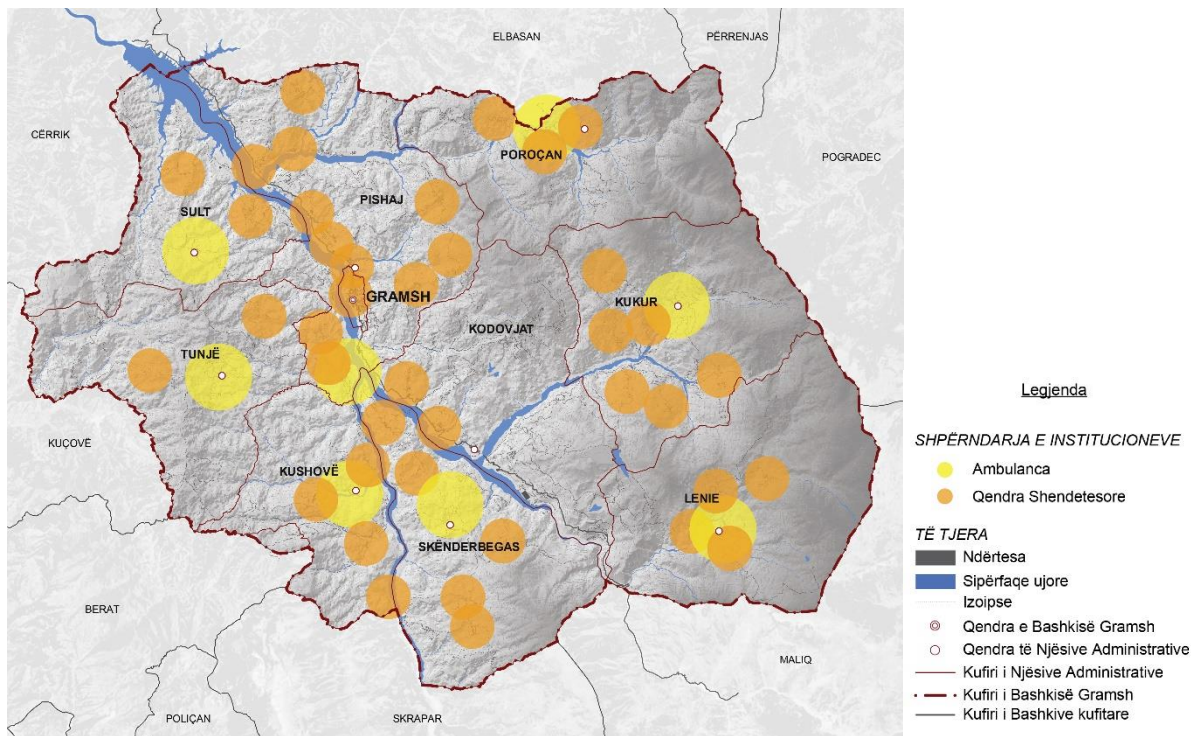 ELBASAN
PËRRENJAS
CËRRIK
POROÇAN
POGRADEC
PISHAJ
SULT
GRAMSH
KUKUR
KODOVJAT
TUNJË
KUÇOVË
KUSHOVË
LENIE
SKËNDERBEGAS
BERAT
MALIQ
POLIÇAN
SKRAPAR
Legjenda
SHPËRNDARJA E INSTITUCIONEVE
Ambulanca
Qendra Shendetesore
TË TJERA
Ndërtesa
Sipërfaqe ujore
Izoipse
Qendra e Bashkisë Gramsh
Qendra të Njësive Administrative
Kufiri i Njësive Administrative
Kufiri i Bashkisë Gramsh
Kufiri i Bashkive kufitare